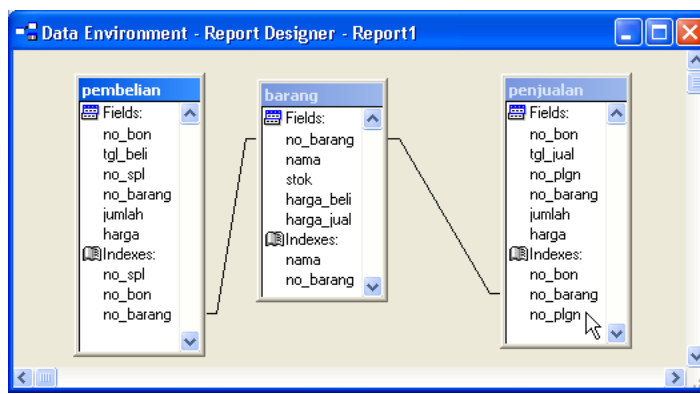 Data Environment - Report Designer - Report1
pembelian
Fields:
no_bon
tgl_beli
no_spl
no_barang
jumlah
harga
Indexes:
no_spl
no_bon
no_barang
barang
Fields:
no_barang
nama
stok
harga_beli
harga_jual
Indexes:
nama
no_barang
penjualan
Fields:
no_bon
tgl_jual
no_plgn
no_barang
jumlah
harga
Indexes:
no_bon
no_barang
no_plgn